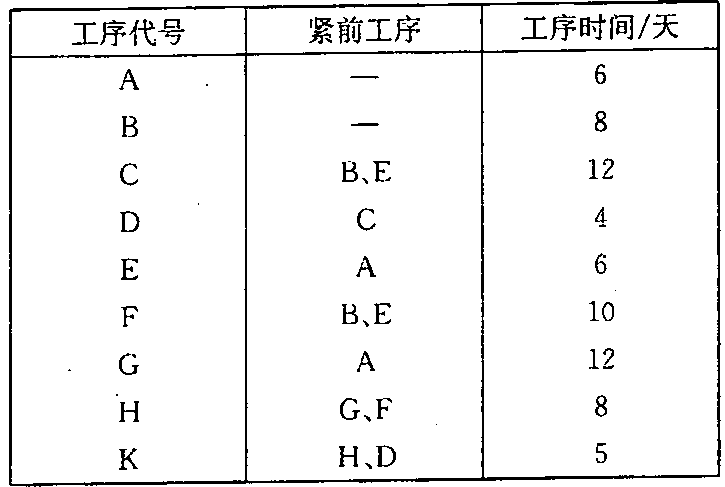 工序代号 紧前工序 工序时间/天
A — 6
B — 8
C B、E 12
D C 4
E A 6
F B、E 10
G A 12
H G、F 8
K H、D 5